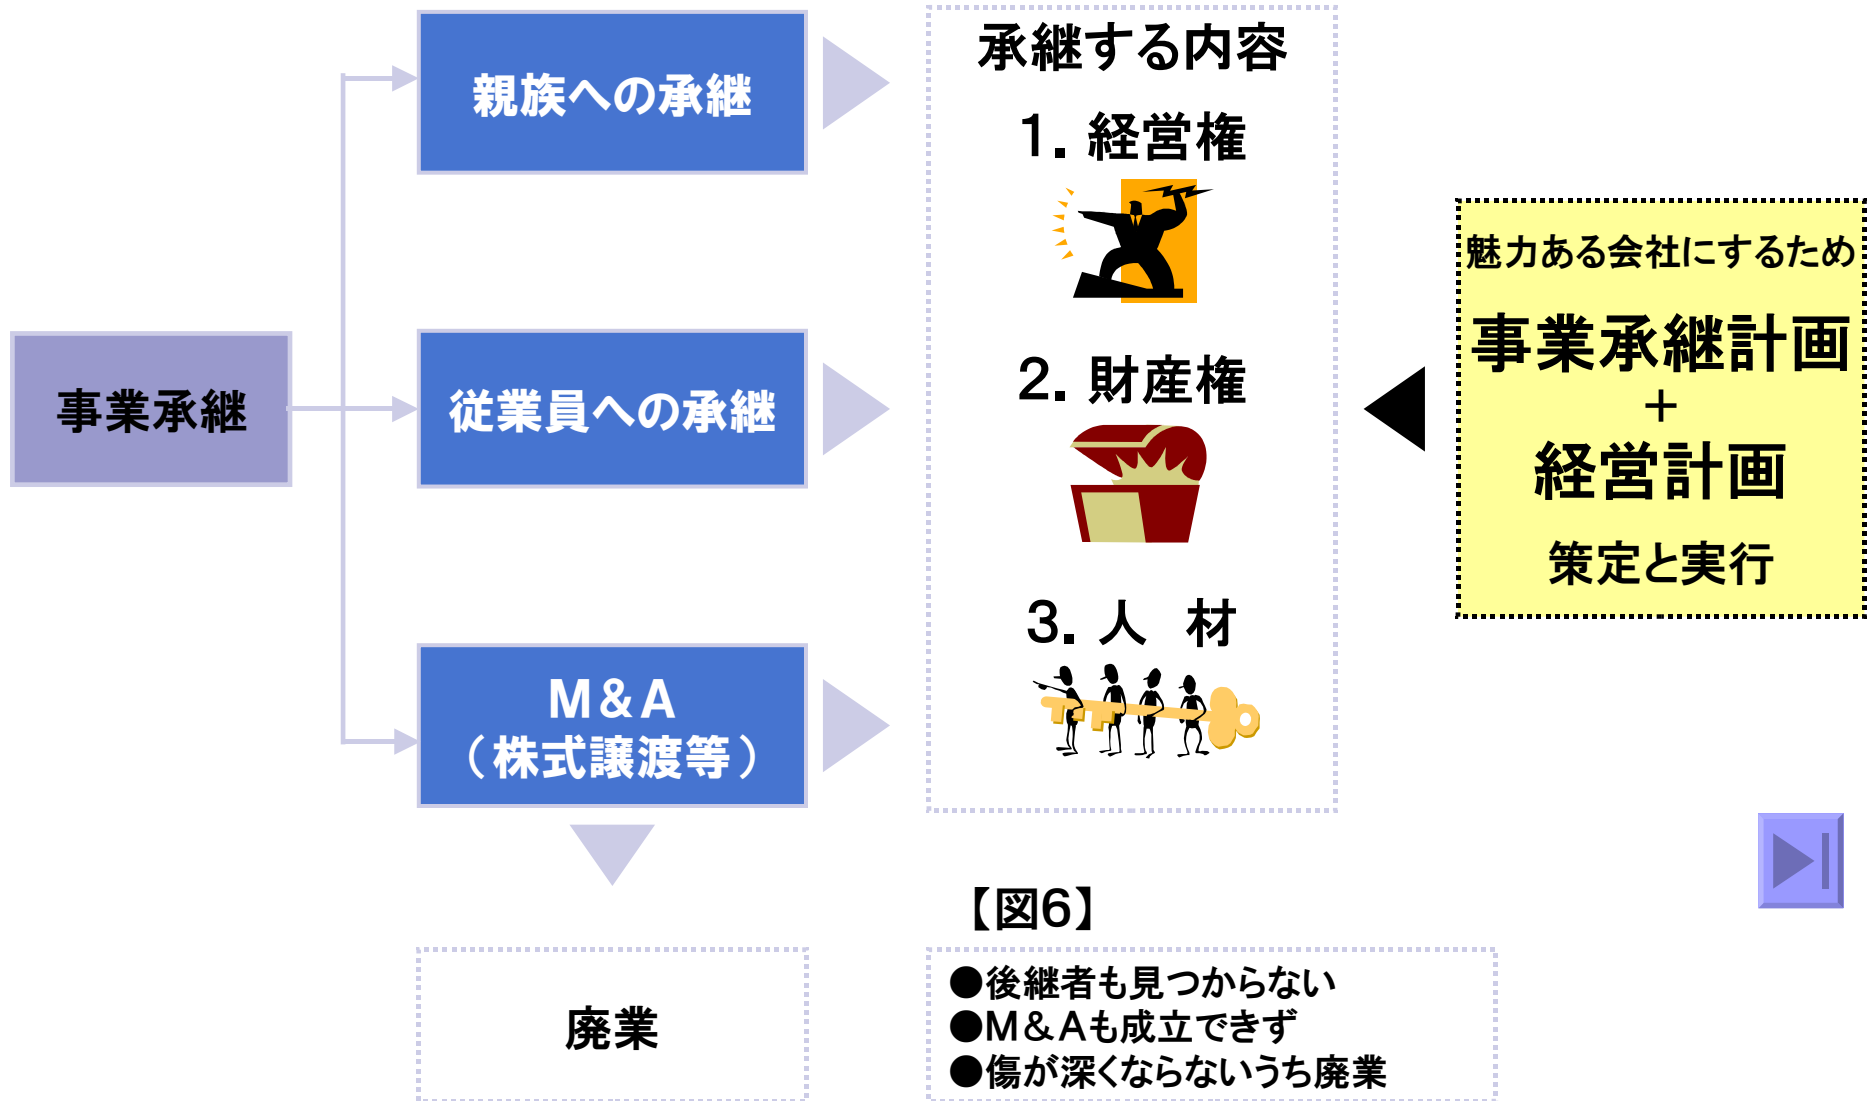 事業承継
親族への承継
従業員への承継
M&A
（株式譲渡等）
廃業
承継する内容
1. 経営権
2. 財産権
3. 人　材
魅力ある会社にするため
事業承継計画
＋
経営計画
策定と実行
【図6】
●後継者も見つからない
●M&Aも成立できず
●傷が深くならないうち廃業